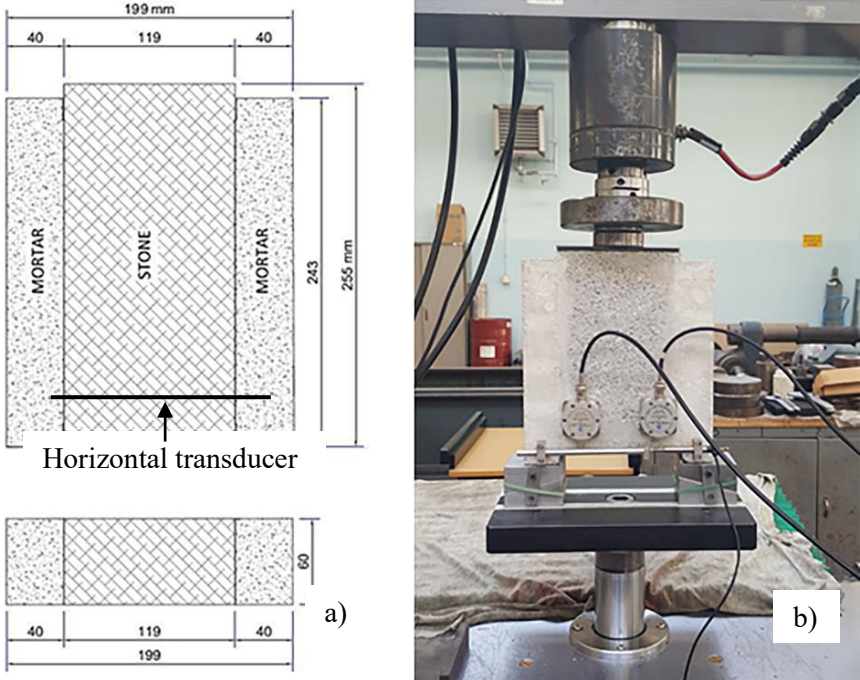 199 mm
40 119 40
MORTAR
STONE
MORTAR
243
255 mm
Horizontal transducer
60
a)
40 119 40
199
b)